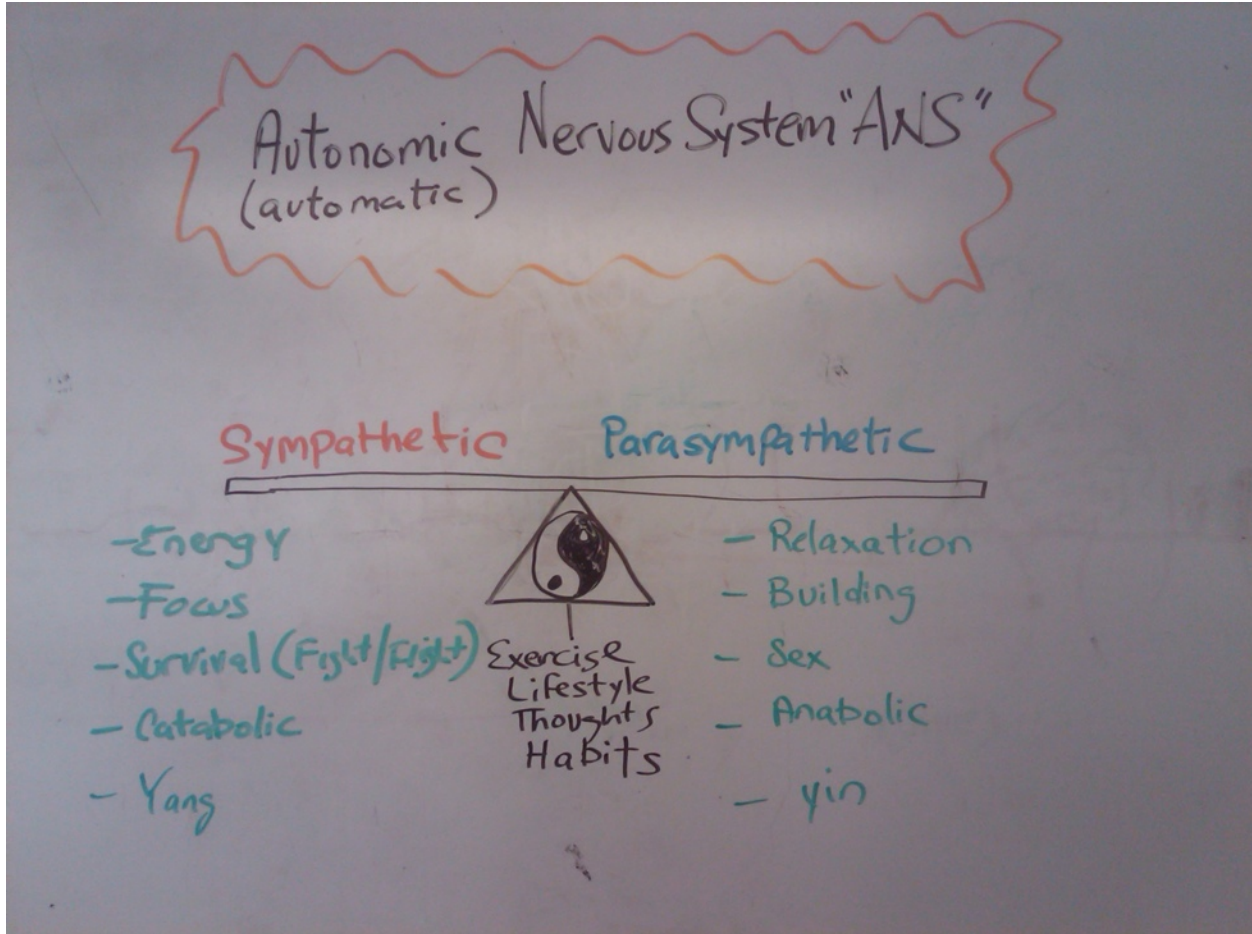 Autonomic Nervous System "ANS"
(automatic)
Sympathetic
Parasympathetic
-Energy
-Focus
-Survival (Fight/Flight)
- Catabolic
- Yang
Exercise
Lifestyle
Thoughts
Habits
- Relaxation
- Building
- Sex
- Anabolic
- yin